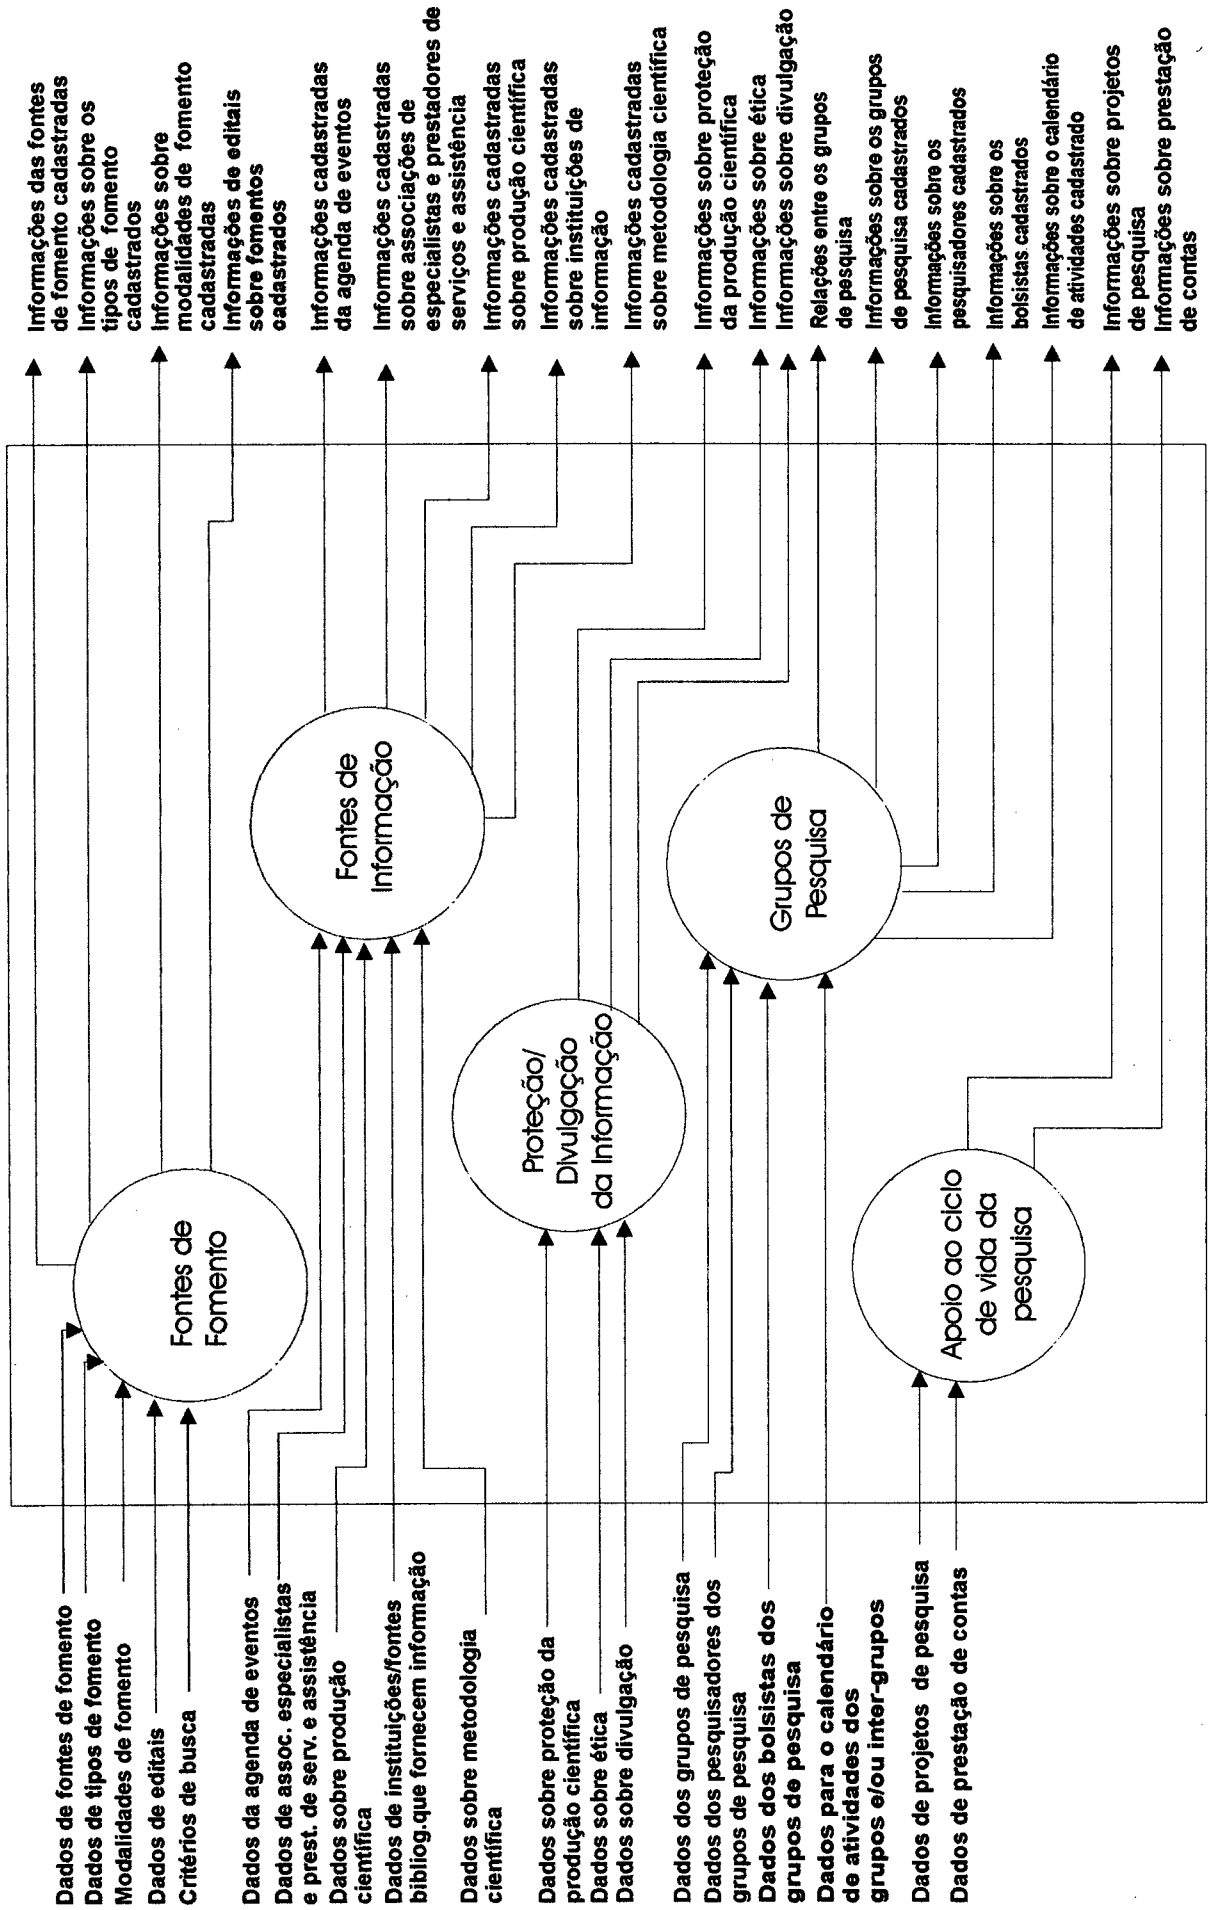 Dados de fontes de fomento
Dados de tipos de fomento
Modalidades de fomento
Dados de editais
Critérios de busca
Dados da agenda de eventos
Dados de assoc. especialistas
e prest. de serv. e assistência
Dados sobre produção
científica
Dados de instituições/fontes
bibliog.que fornecem informação
Dados sobre metodologia
científica
Dados sobre proteção da
produção científica
Dados sobre ética
Dados sobre divulgação
Dados dos grupos de pesquisa
Dados dos pesquisadores dos
grupos de pesquisa
Dados dos bolsistas dos
grupos de pesquisa
Dados para o calendário
de atividades dos
grupos e/ou inter-grupos
Dados de projetos de pesquisa
Dados de prestação de contas
Fontes de
Fomento
Fontes de
Informação
Proteção/
Divulgação
da Informação
Grupos de
Pesquisa
Apoio ao ciclo
de vida da
pesquisa
Informações das fontes
de fomento cadastradas
Informações sobre os
tipos de fomento
cadastrados
Informações sobre
modalidades de fomento
cadastradas
Informações de editais
sobre fomentos
cadastrados
Informações cadastradas
da agenda de eventos
Informações cadastradas
sobre associações de
especialistas e prestadores de
serviços e assistência
Informações cadastradas
sobre produção científica
Informações cadastradas
sobre instituições de
informação
Informações cadastradas
sobre metodologia científica
Informações sobre proteção
da produção científica
Informações sobre ética
Informações sobre divulgação
Relações entre os grupos
de pesquisa
Informações sobre os grupos
de pesquisa cadastrados
Informações sobre os
pesquisadores cadastrados
Informações sobre os
bolsistas cadastrados
Informações sobre o calendário
de atividades cadastrado
Informações sobre projetos
de pesquisa
Informações sobre prestação
de contas